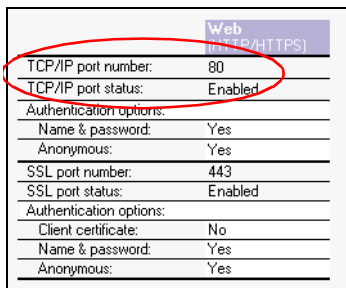 Web
(HTTP/HTTPS)
TCP/IP port number: 80
TCP/IP port status: Enabled
Authentication options:
Name & password: Yes
Anonymous: Yes
SSL port number: 443
SSL port status: Enabled
Authentication options:
Client certificate: No
Name & password: Yes
Anonymous: Yes